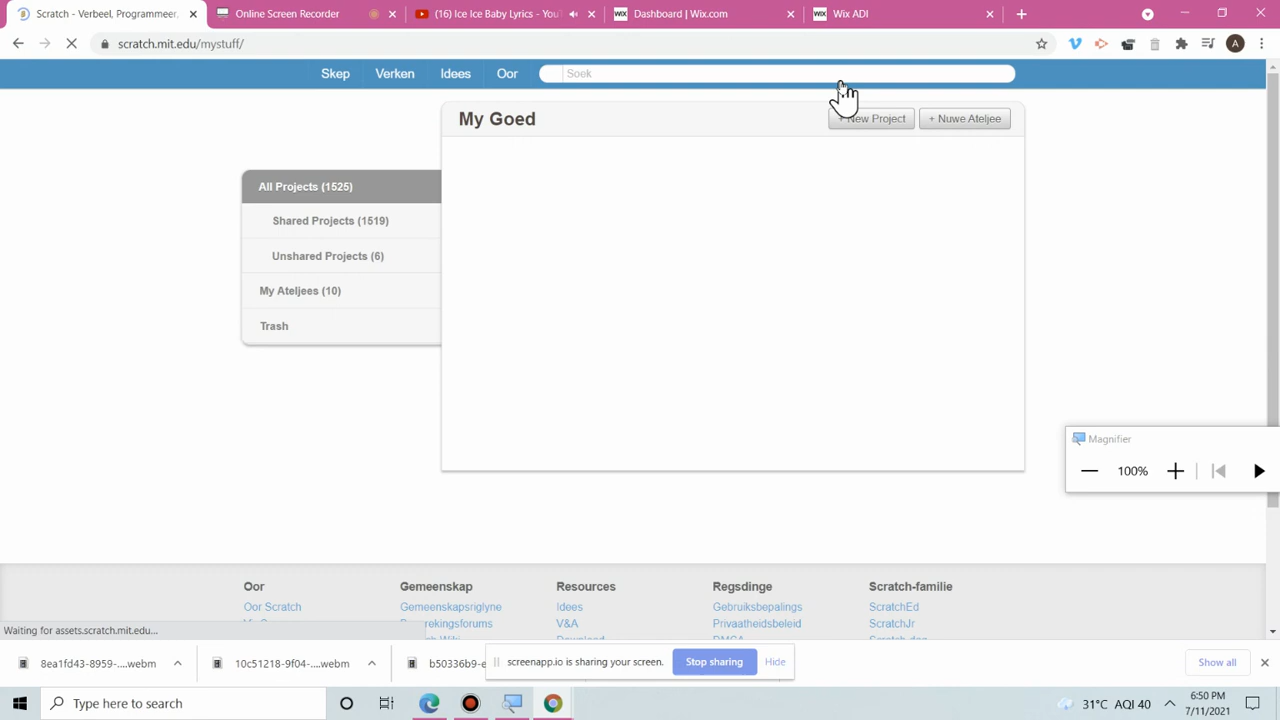 Scratch - Verbeel, Programmeer,
Online Screen Recorder
(16) Ice Ice Baby Lyrics - You
Dashboard | Wix.com
WIX Wix ADI
scratch.mit.edu/mystuff/
A
Skep
Verken
Idees
Oor
Soek
My Goed
+ New Project
+ Nuwe Ateljee
All Projects (1525)
Shared Projects (1519)
Unshared Projects (6)
My Ateljees (10)
Trash
Magnifier
100%
Oor
Gemeenskap
Resources
Regsdinge
Scratch-familie
Oor Scratch
Gemeenskapsriglyne
Idees
Gebruiksbepalings
ScratchEd
V&A
Privaatheidsbeleid
ScratchJr
Waiting for assets.scratch.mit.edu...
8ea1fd43-8959-....webm
10c51218-9f04-....webm
b50336b9-e
screenapp.io is sharing your screen.
Stop sharing
Hide
Show all
Type here to search
31°C AQI 40
6:50 PM
7/11/2021